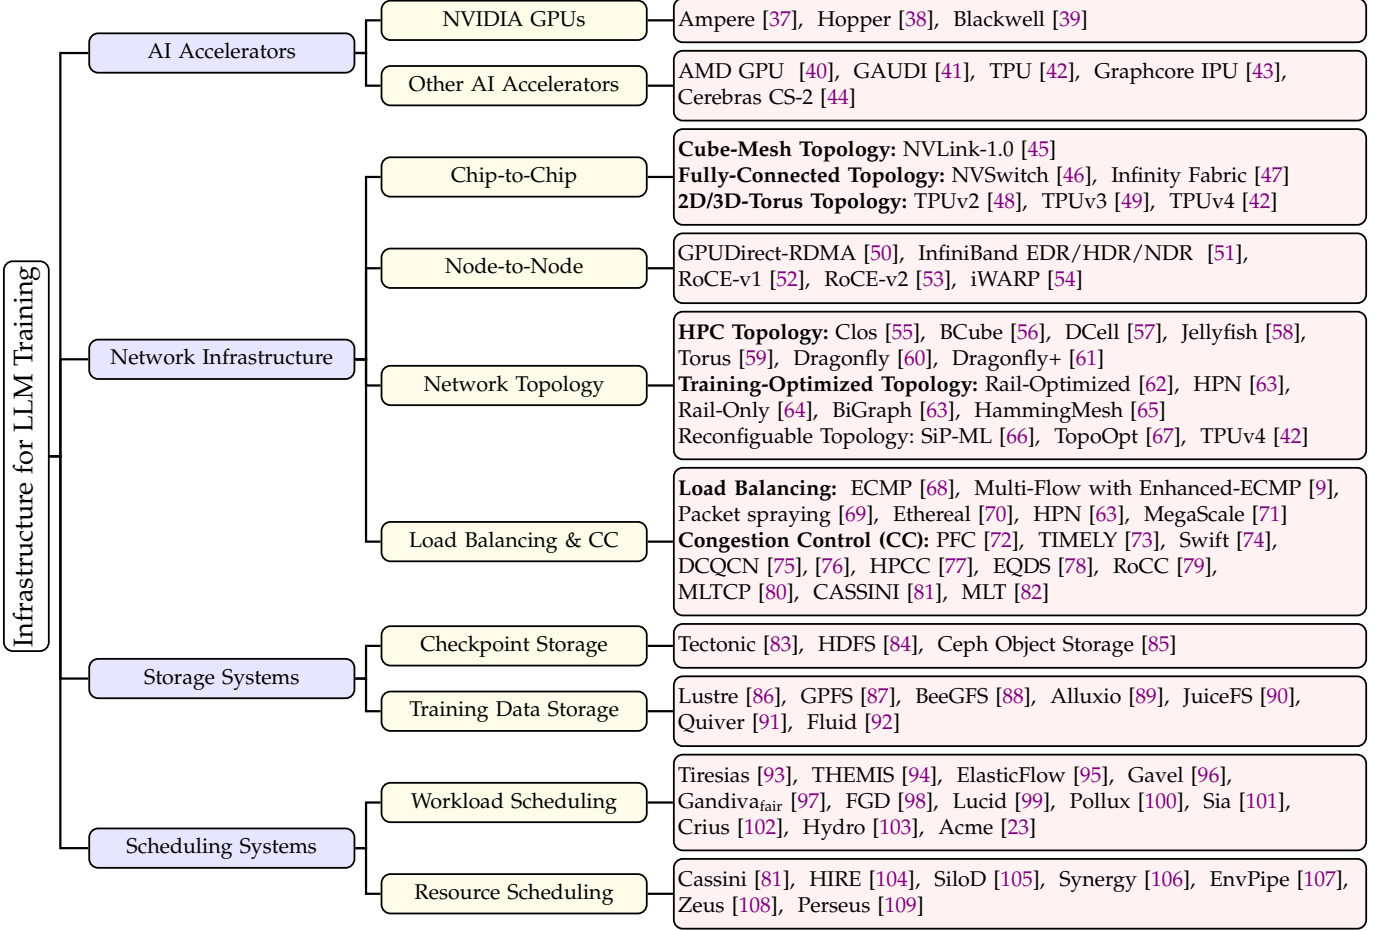 Infrastructure for LLM Training
AI Accelerators
NVIDIA GPUs
Ampere [37], Hopper [38], Blackwell [39]
Other AI Accelerators
AMD GPU [40], GAUDI [41], TPU [42], Graphcore IPU [43],
Cerebras CS-2 [44]
Network Infrastructure
Chip-to-Chip
Cube-Mesh Topology: NVLink-1.0 [45]
Fully-Connected Topology: NVSwitch [46], Infinity Fabric [47]
2D/3D-Torus Topology: TPUv2 [48], TPUv3 [49], TPUv4 [42]
Node-to-Node
GPUDirect-RDMA [50], InfiniBand EDR/HDR/NDR [51],
RoCE-v1 [52], RoCE-v2 [53], iWARP [54]
Network Topology
HPC Topology: Clos [55], BCube [56], DCell [57], Jellyfish [58],
Torus [59], Dragonfly [60], Dragonfly+ [61]
Training-Optimized Topology: Rail-Optimized [62], HPN [63],
Rail-Only [64], BiGraph [63], HammingMesh [65]
Reconfiguable Topology: SiP-ML [66], TopoOpt [67], TPUv4 [42]
Load Balancing & CC
Load Balancing: ECMP [68], Multi-Flow with Enhanced-ECMP [9],
Packet spraying [69], Ethereal [70], HPN [63], MegaScale [71]
Congestion Control (CC): PFC [72], TIMELY [73], Swift [74],
DCQCN [75], [76], HPCC [77], EQDS [78], RoCC [79],
MLTCP [80], CASSINI [81], MLT [82]
Storage Systems
Checkpoint Storage
Tectonic [83], HDFS [84], Ceph Object Storage [85]
Training Data Storage
Lustre [86], GPFS [87], BeeGFS [88], Alluxio [89], JuiceFS [90],
Quiver [91], Fluid [92]
Scheduling Systems
Workload Scheduling
Tiresias [93], THEMIS [94], ElasticFlow [95], Gavel [96],
Gandivafair [97], FGD [98], Lucid [99], Pollux [100], Sia [101],
Crius [102], Hydro [103], Acme [23]
Resource Scheduling
Cassini [81], HIRE [104], SiloD [105], Synergy [106], EnvPipe [107],
Zeus [108], Perseus [109]